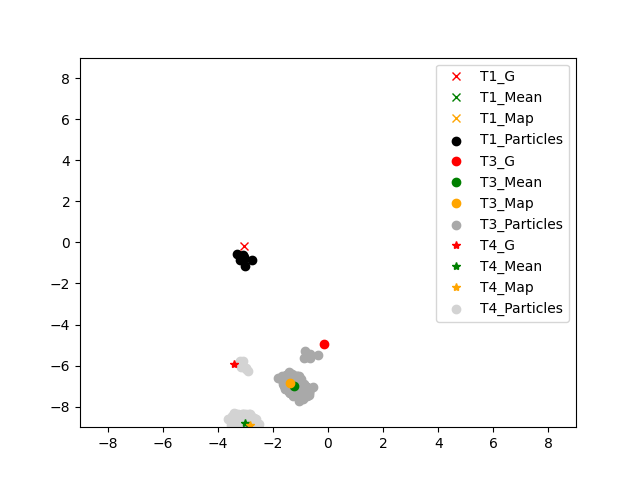 8
6
4
2
0
−2
−4
−6
−8
−8 −6 −4 −2 0 2 4 6 8
T1_G
T1_Mean
T1_Map
T1_Particles
T3_G
T3_Mean
T3_Map
T3_Particles
T4_G
T4_Mean
T4_Map
T4_Particles